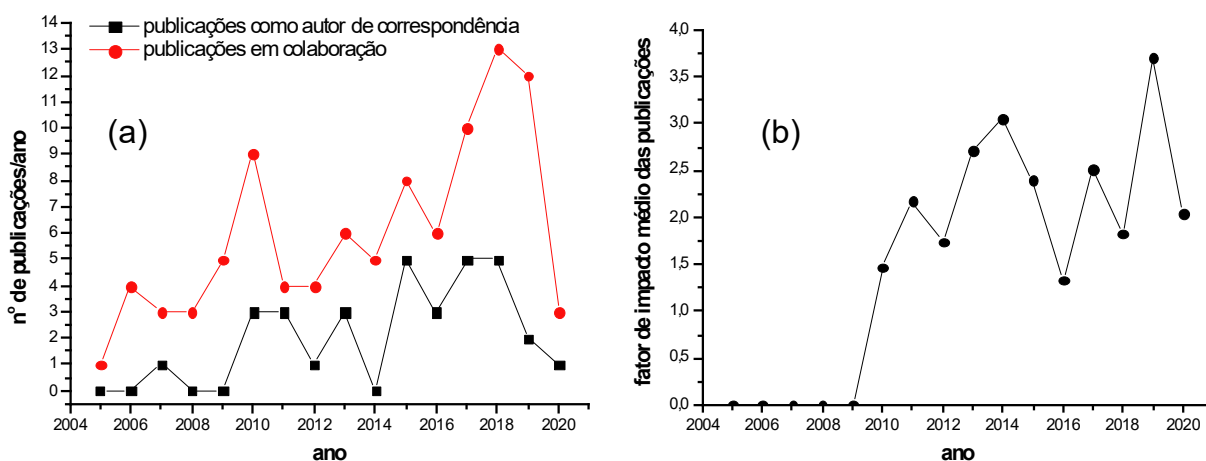 publicações como autor de correspondência
publicações em colaboração
(a)
nº de publicações/ano
14
13
12
11
10
9
8
7
6
5
4
3
2
1
0
2004 2006 2008 2010 2012 2014 2016 2018 2020
ano
(b)
fator de impacto médio das publicações
4,0
3,5
3,0
2,5
2,0
1,5
1,0
0,5
0,0
2004 2006 2008 2010 2012 2014 2016 2018 2020
ano